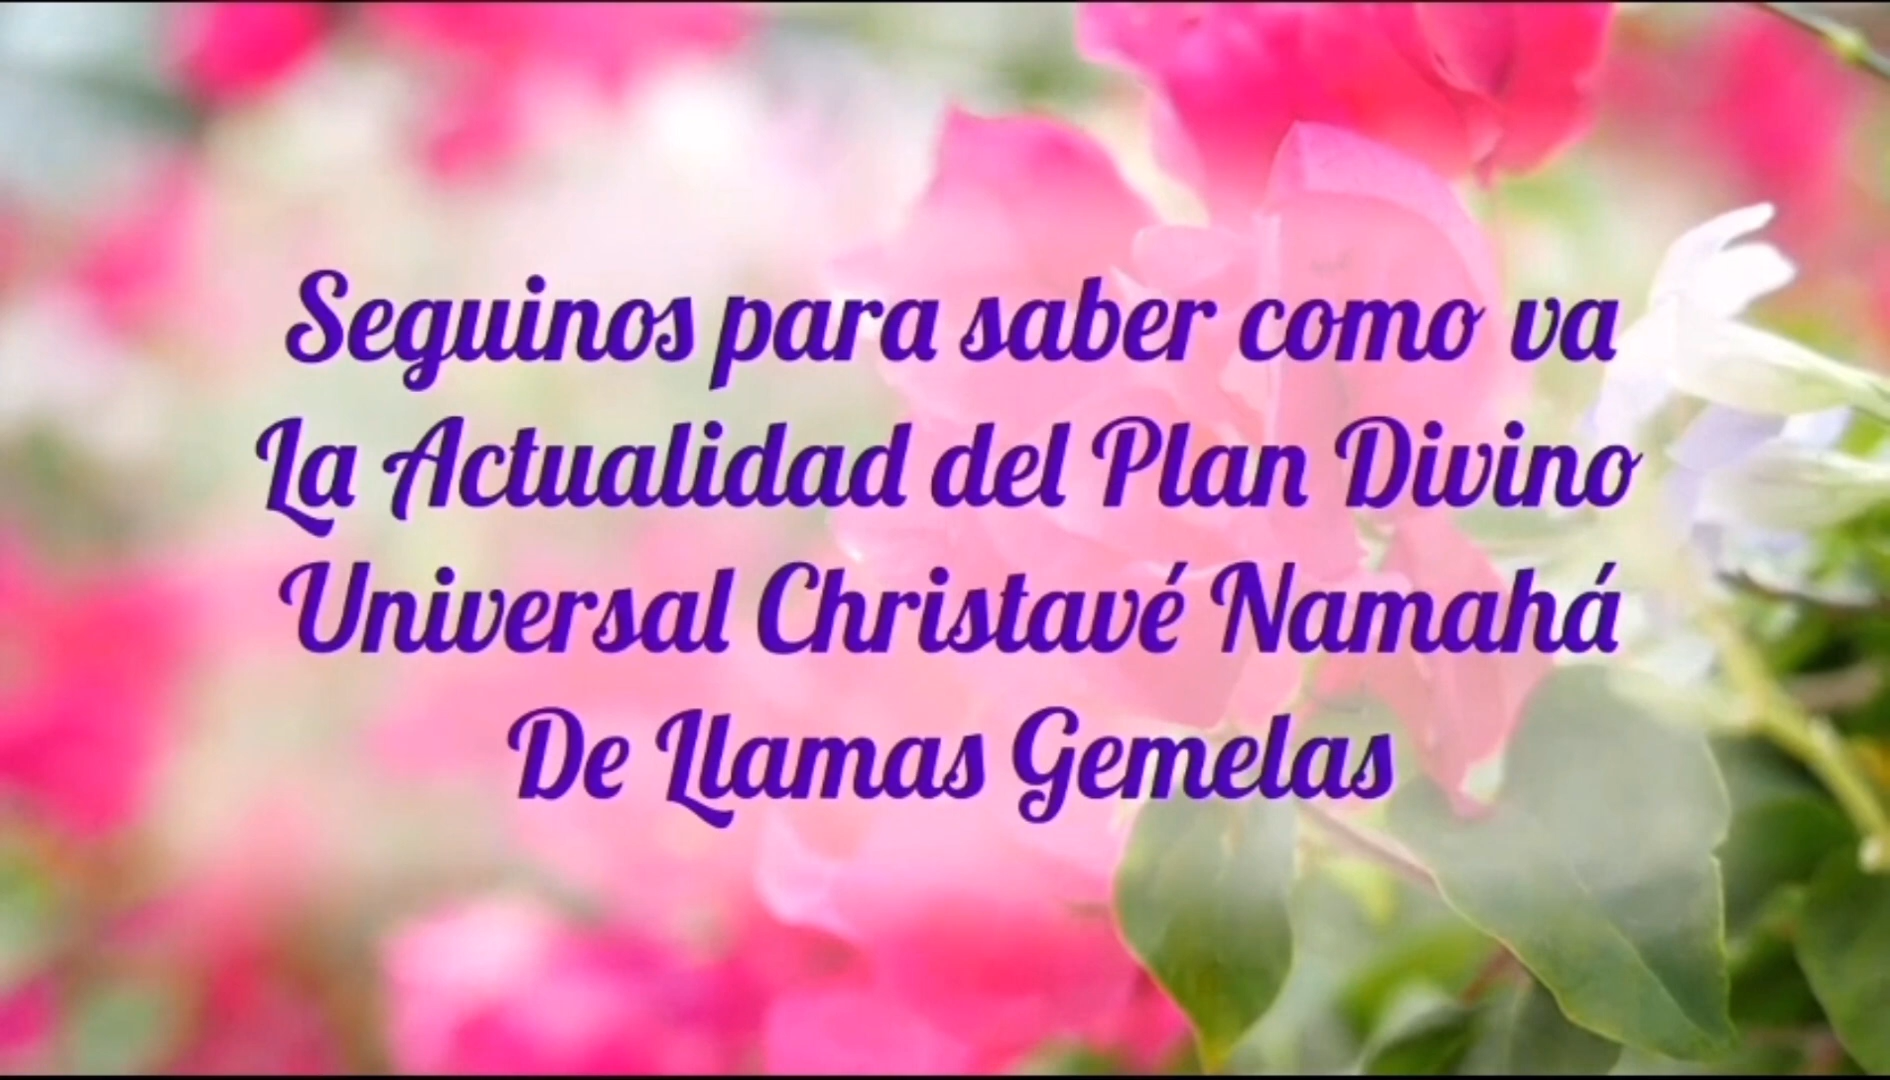 Seguinos para saber como va
La Actualidad del Plan Divino
Universal Christavé Namahá
De Llamas Gemelas